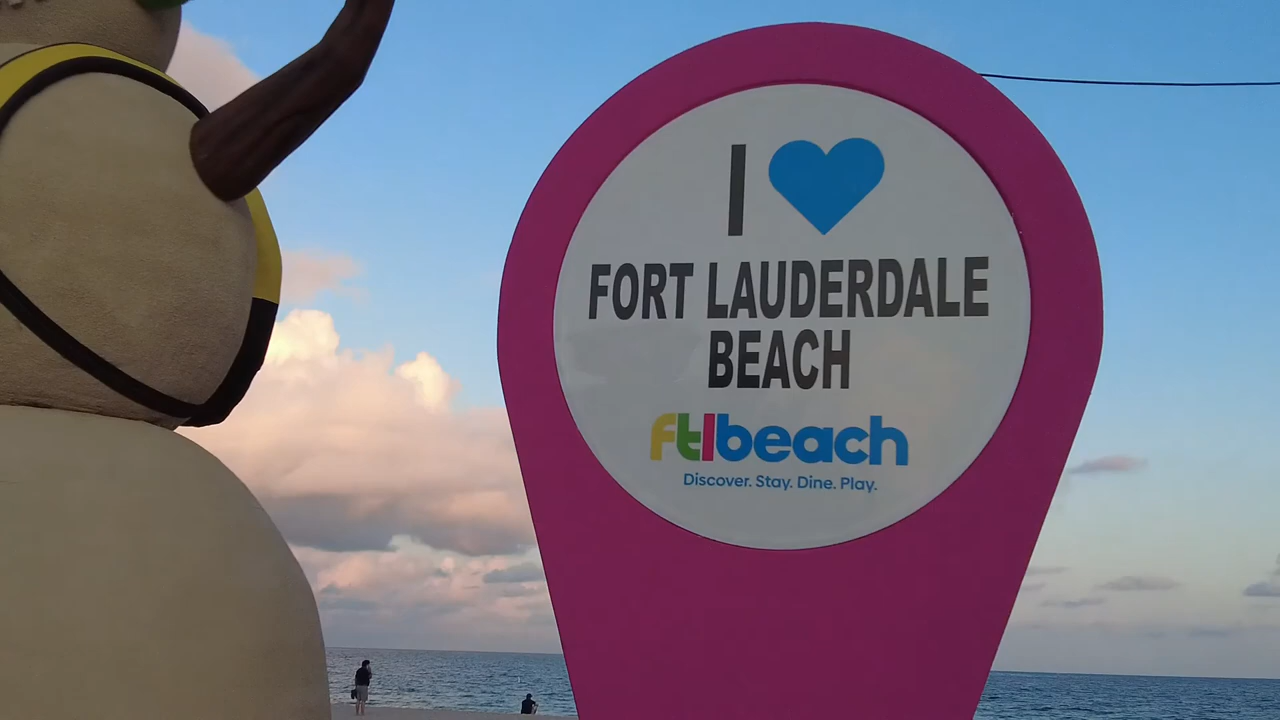 I
FORT LAUDERDALE
BEACH
ftlbeach
Discover. Stay. Dine. Play.